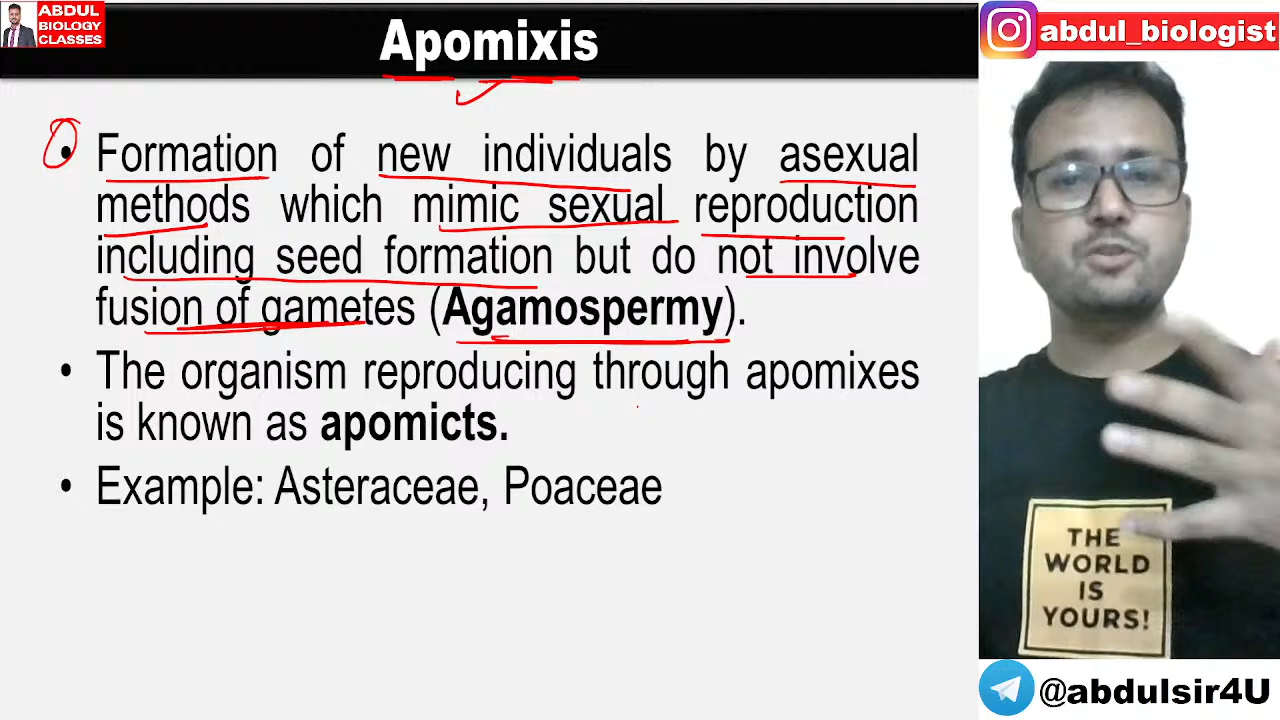 ABDUL
BIOLOGY
CLASSES
Apomixis
abdul_biologist
• Formation of new individuals by asexual
methods which mimic sexual reproduction
including seed formation but do not involve
fusion of gametes (Agamospermy).
• The organism reproducing through apomixes
is known as apomicts.
• Example: Asteraceae, Poaceae
THE
WORLD
IS
YOURS!
@abdulsir4U